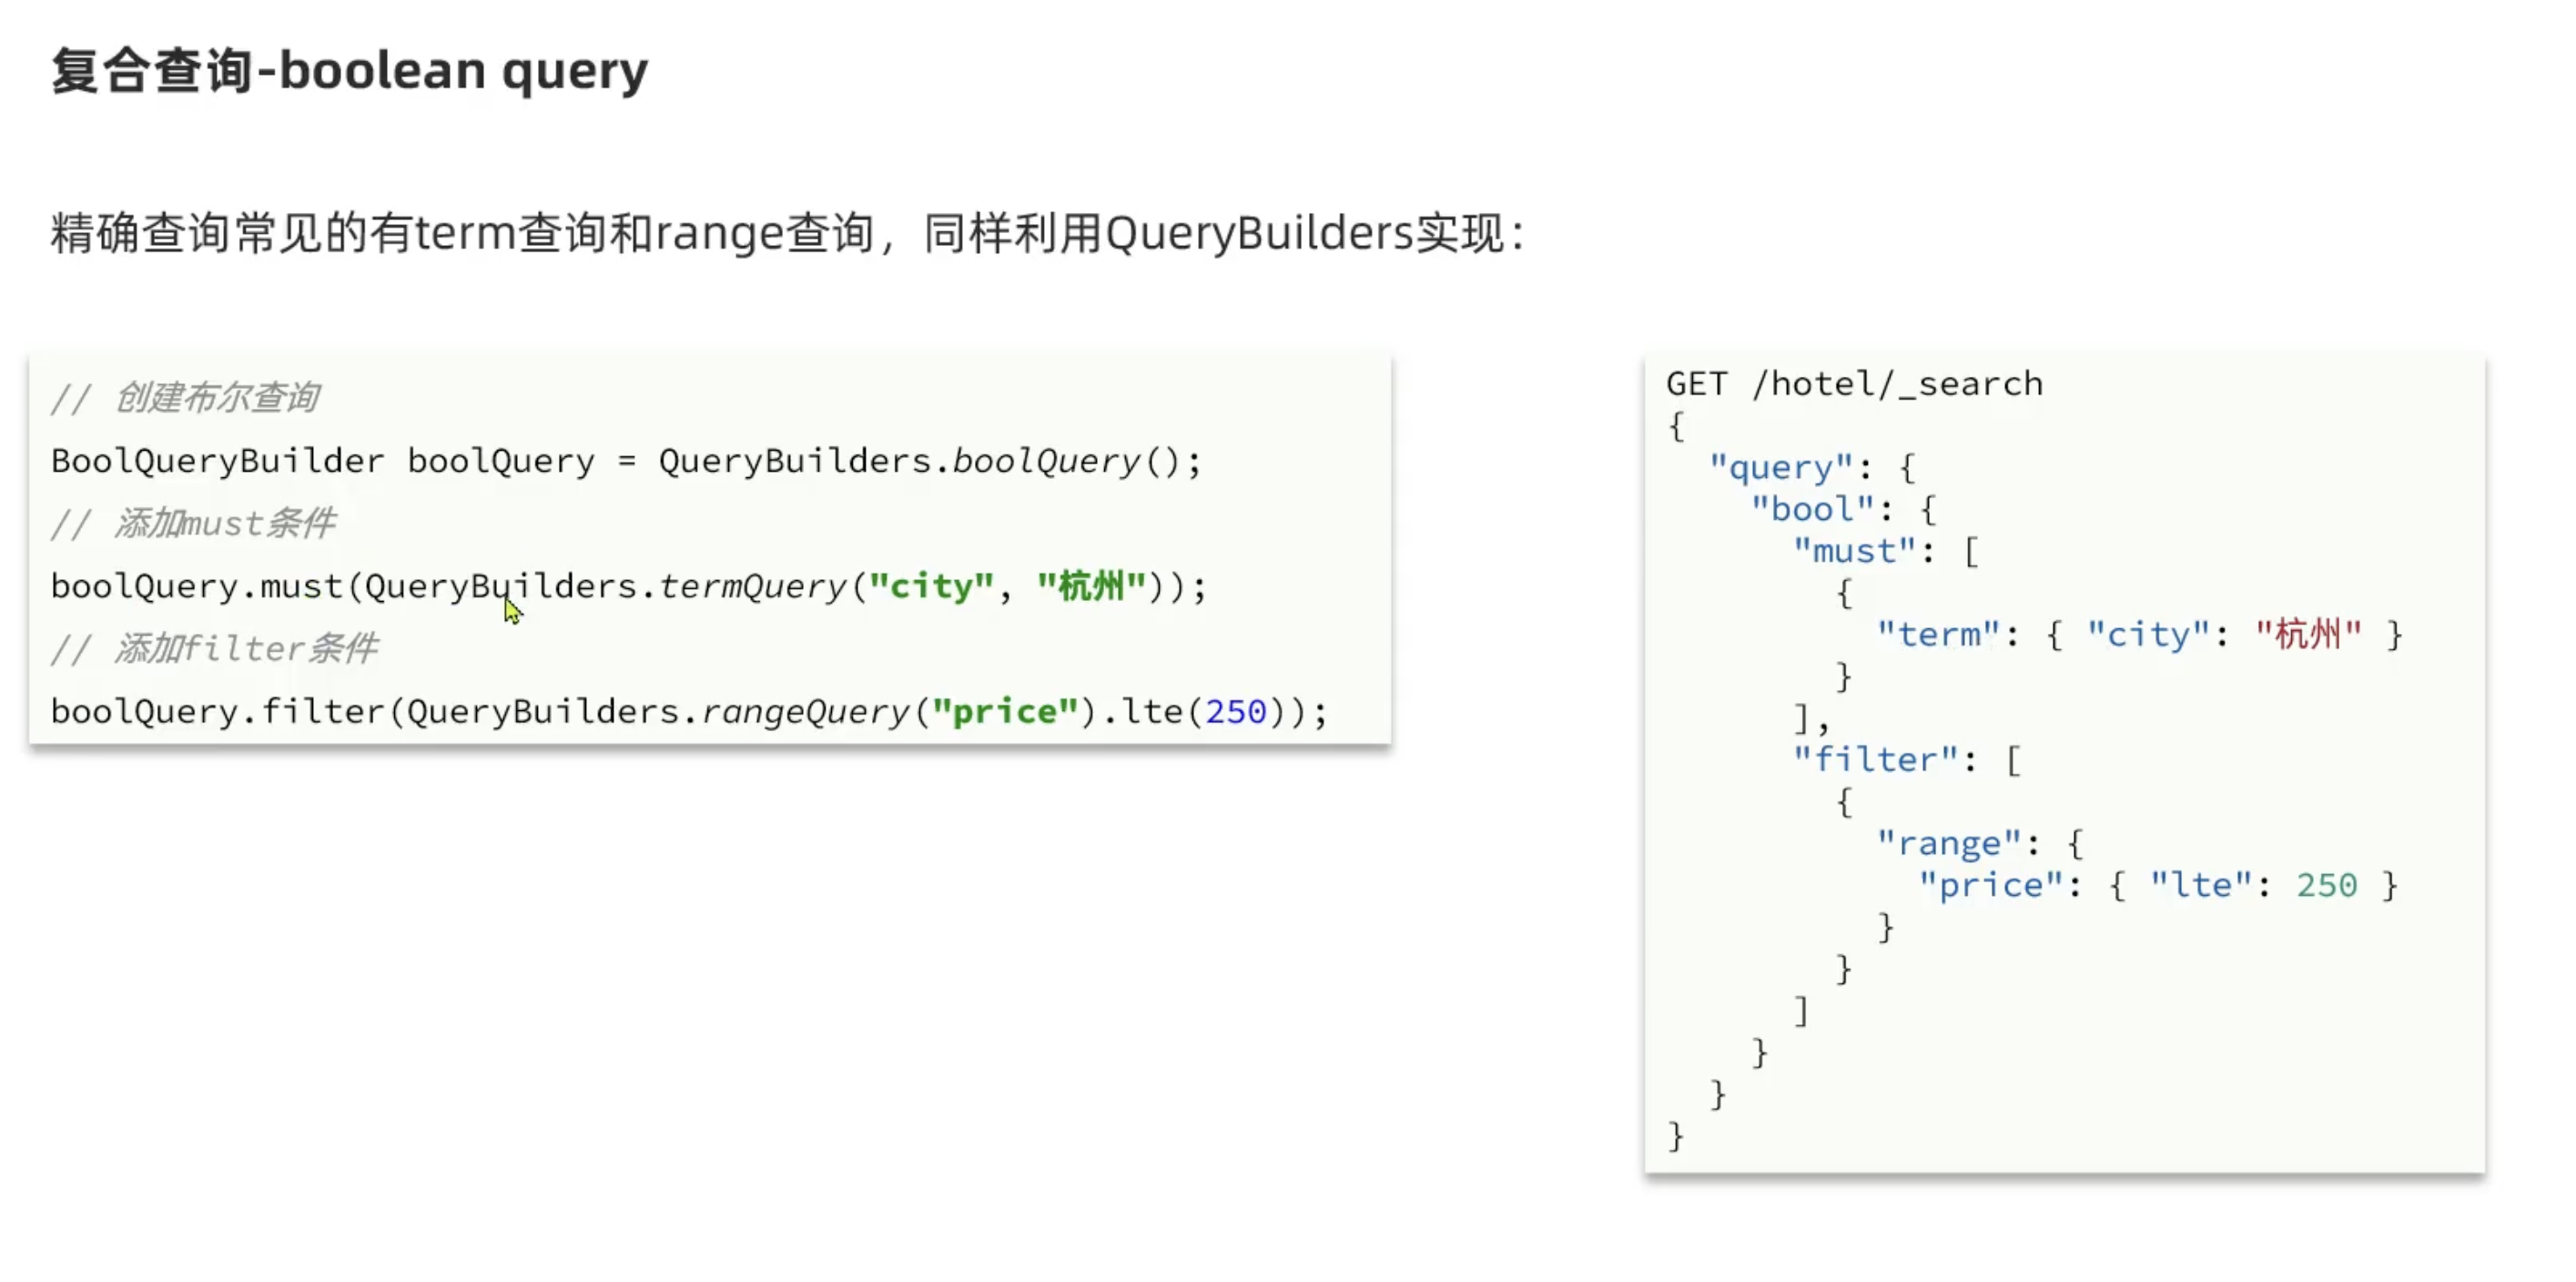 复合查询-boolean query
精确查询常见的有term查询和range查询，同样利用QueryBuilders实现：
// 创建布尔查询
BoolQueryBuilder boolQuery = QueryBuilders.boolQuery();
// 添加must条件
boolQuery.must(QueryBuilders.termQuery("city", "杭州"));
// 添加filter条件
boolQuery.filter(QueryBuilders.rangeQuery("price").lte(250));
GET /hotel/_search
{
  "query": {
    "bool": {
      "must": [
        {
          "term": { "city": "杭州" }
        }
      ],
      "filter": [
        {
          "range": {
            "price": { "lte": 250 }
          }
        }
      ]
    }
  }
}